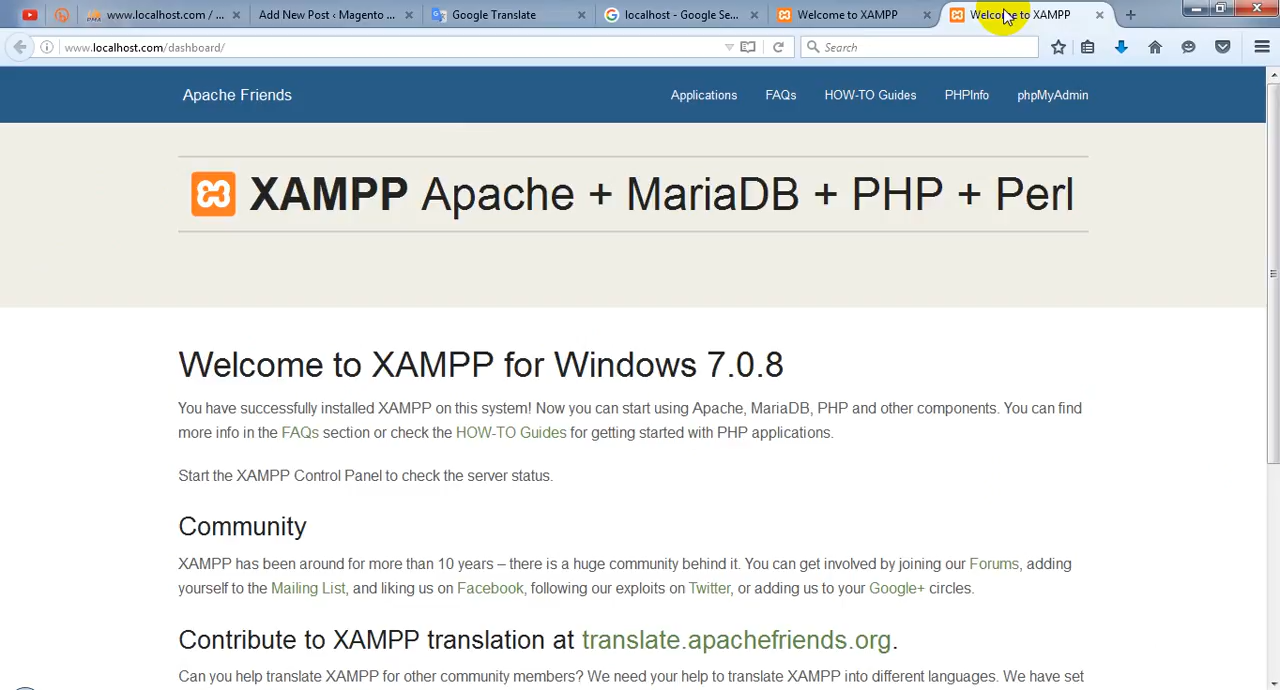 www.localhost.com / ...
Add New Post ‹ Magento ...
Google Translate
localhost - Google Se...
Welcome to XAMPP
Welcome to XAMPP
www.localhost.com/dashboard/
Search
Apache Friends
Applications
FAQs
HOW-TO Guides
PHPInfo
phpMyAdmin
XAMPP Apache + MariaDB + PHP + Perl
Welcome to XAMPP for Windows 7.0.8
You have successfully installed XAMPP on this system! Now you can start using Apache, MariaDB, PHP and other components. You can find
more info in the FAQs section or check the HOW-TO Guides for getting started with PHP applications.
Start the XAMPP Control Panel to check the server status.
Community
XAMPP has been around for more than 10 years – there is a huge community behind it. You can get involved by joining our Forums, adding
yourself to the Mailing List, and liking us on Facebook, following our exploits on Twitter, or adding us to your Google+ circles.
Contribute to XAMPP translation at translate.apachefriends.org.
Can you help translate XAMPP for other community members? We need your help to translate XAMPP into different languages. We have set